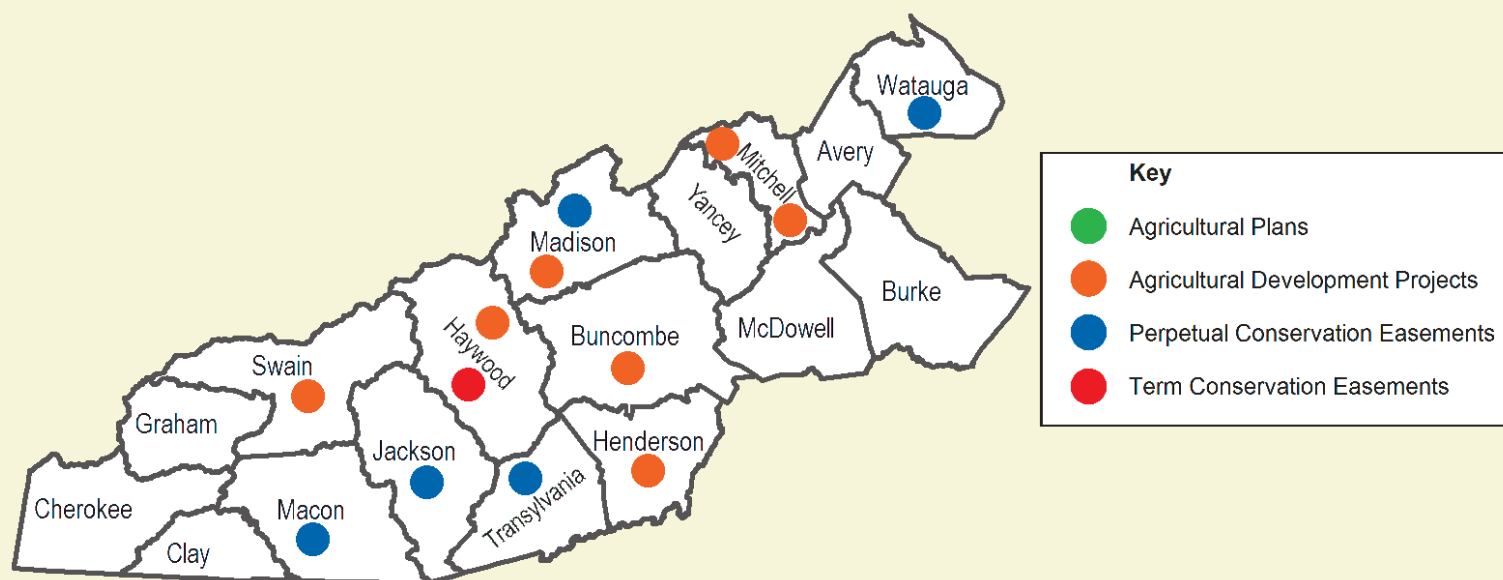 Watauga
Avery
Mitchell
Yancey
Madison
Burke
McDowell
Buncombe
Haywood
Swain
Graham
Henderson
Jackson
Transylvania
Cherokee
Macon
Clay
Key
Agricultural Plans
Agricultural Development Projects
Perpetual Conservation Easements
Term Conservation Easements